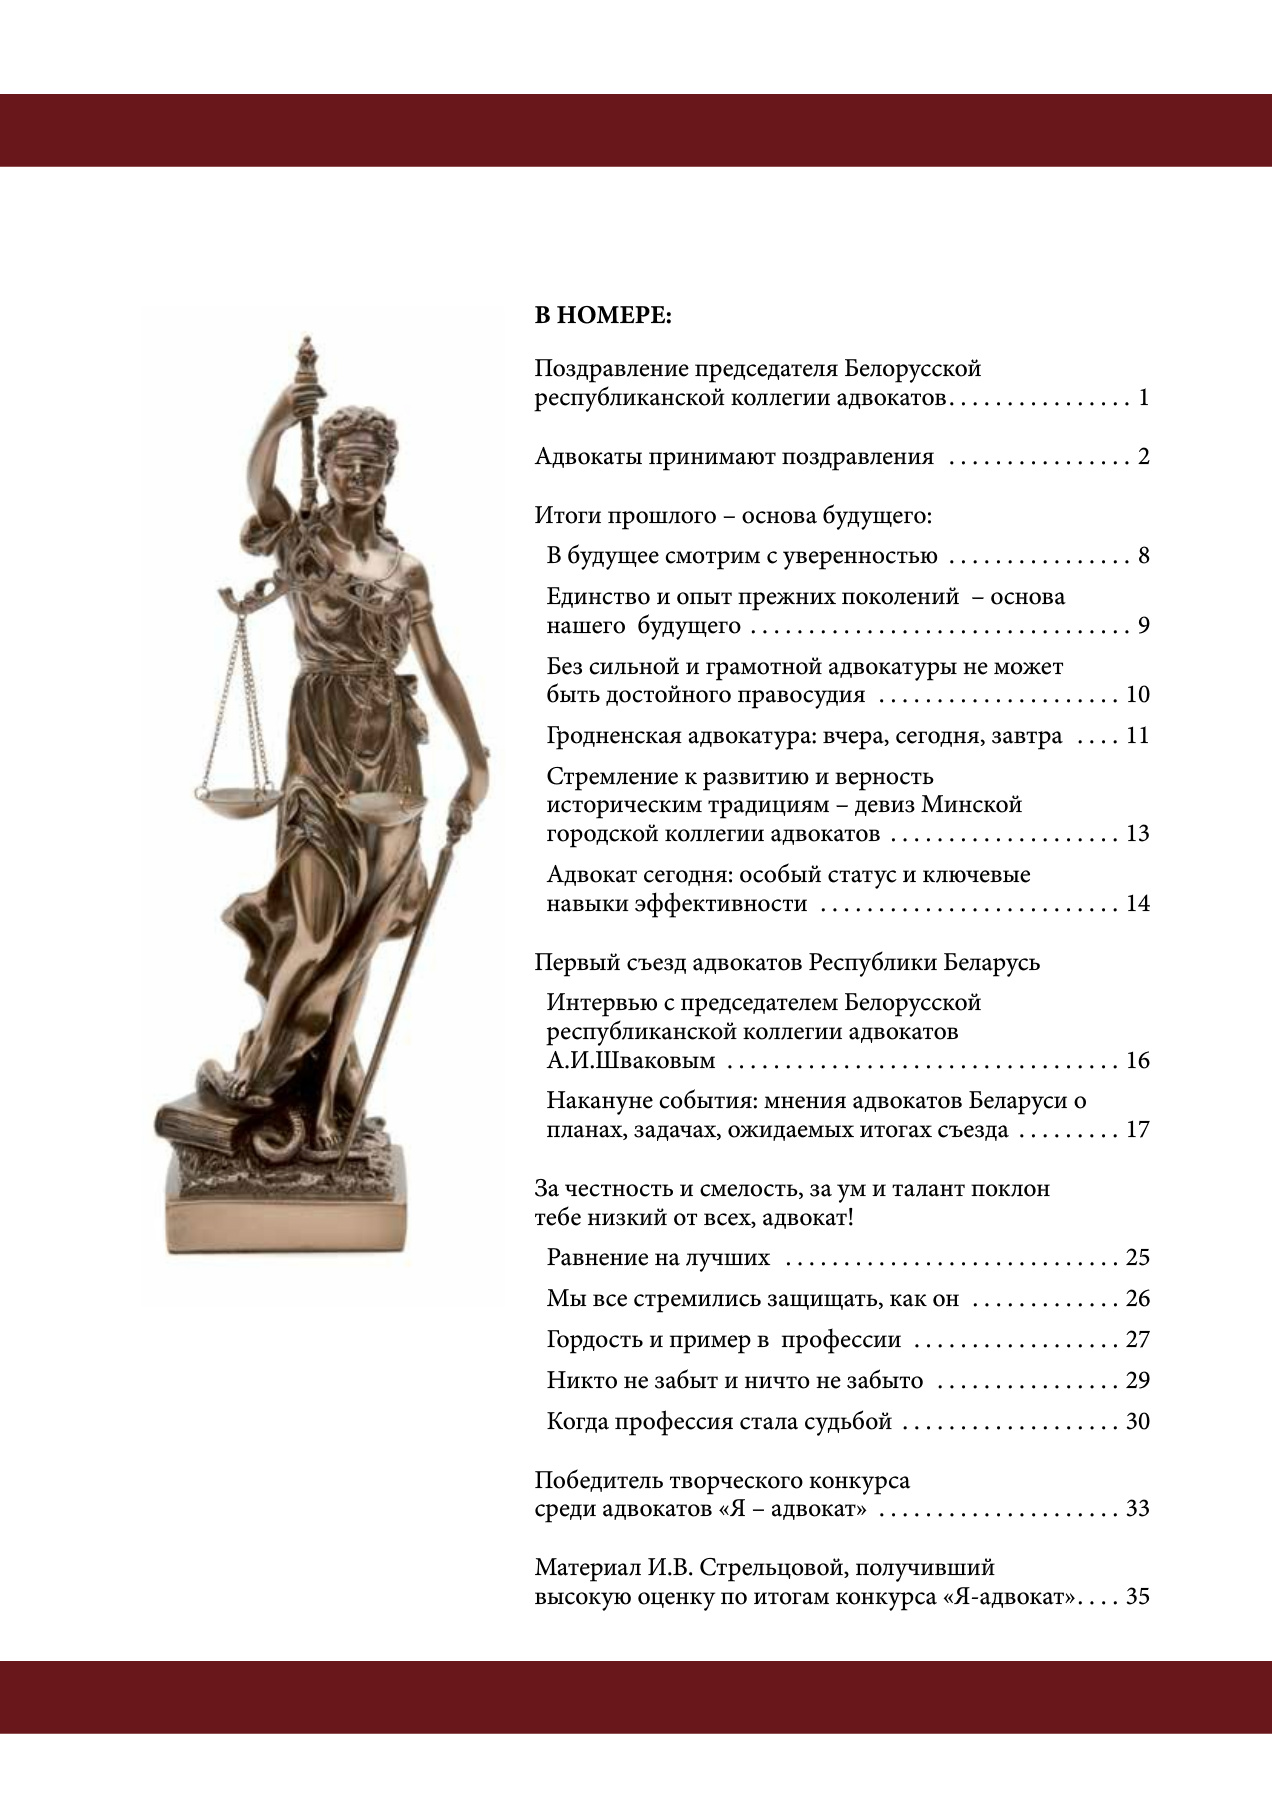 В НОМЕРЕ:
Поздравление председателя Белорусской
республиканской коллегии адвокатов. . . . . . . . . . . . . . . . 1
Адвокаты принимают поздравления . . . . . . . . . . . . . . . . 2
Итоги прошлого – основа будущего:
В будущее смотрим с уверенностью . . . . . . . . . . . . . . . . 8
Единство и опыт прежних поколений – основа
нашего будущего . . . . . . . . . . . . . . . . . . . . . . . . . . . . . . . . . 9
Без сильной и грамотной адвокатуры не может
быть достойного правосудия . . . . . . . . . . . . . . . . . . . . . 10
Гродненская адвокатура: вчера, сегодня, завтра . . . . 11
Стремление к развитию и верность
историческим традициям – девиз Минской
городской коллегии адвокатов . . . . . . . . . . . . . . . . . . . . 13
Адвокат сегодня: особый статус и ключевые
навыки эффективности . . . . . . . . . . . . . . . . . . . . . . . . . . 14
Первый съезд адвокатов Республики Беларусь
Интервью с председателем Белорусской
республиканской коллегии адвокатов
А.И.Шваковым . . . . . . . . . . . . . . . . . . . . . . . . . . . . . . . . . . 16
Накануне события: мнения адвокатов Беларуси о
планах, задачах, ожидаемых итогах съезда . . . . . . . . . 17
За честность и смелость, за ум и талант поклон
тебе низкий от всех, адвокат!
Равнение на лучших . . . . . . . . . . . . . . . . . . . . . . . . . . . . . 25
Мы все стремились защищать, как он . . . . . . . . . . . . . 26
Гордость и пример в профессии . . . . . . . . . . . . . . . . . . 27
Никто не забыт и ничто не забыто . . . . . . . . . . . . . . . . 29
Когда профессия стала судьбой . . . . . . . . . . . . . . . . . . . 30
Победитель творческого конкурса
среди адвокатов «Я – адвокат» . . . . . . . . . . . . . . . . . . . . . 33
Материал И.В. Стрельцовой, получивший
высокую оценку по итогам конкурса «Я-адвокат». . . . 35